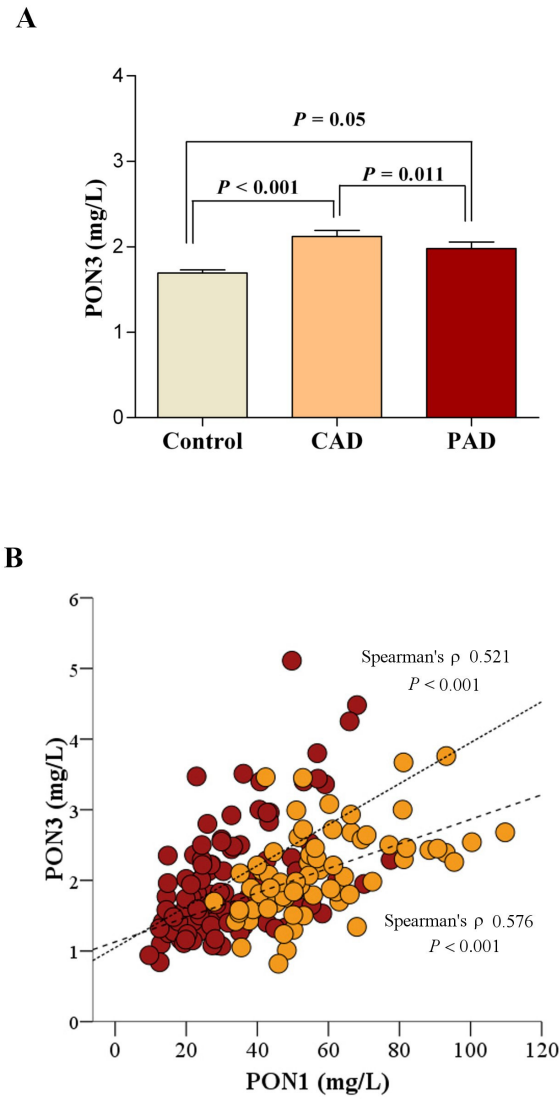 A
4
3
2
1
0
PON3 (mg/L)
P = 0.05
P < 0.001
P = 0.011
Control CAD PAD
B
6
5
4
3
2
1
0
PON3 (mg/L)
Spearman's ρ 0.521
P < 0.001
Spearman's ρ 0.576
P < 0.001
0 20 40 60 80 100 120
PON1 (mg/L)